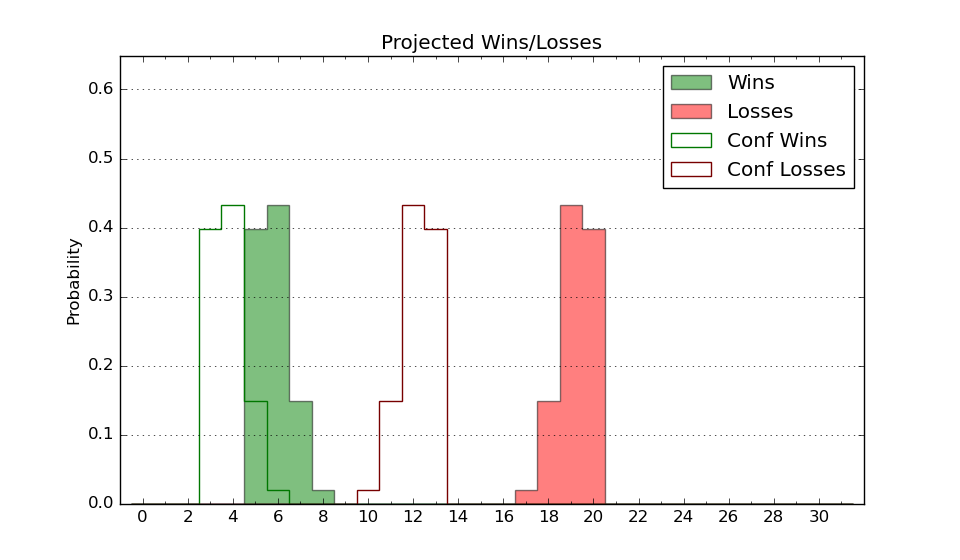 Projected Wins/Losses
Wins
Losses
Conf Wins
Conf Losses
Probability
0.6
0.5
0.4
0.3
0.2
0.1
0.0
0 2 4 6 8 10 12 14 16 18 20 22 24 26 28 30